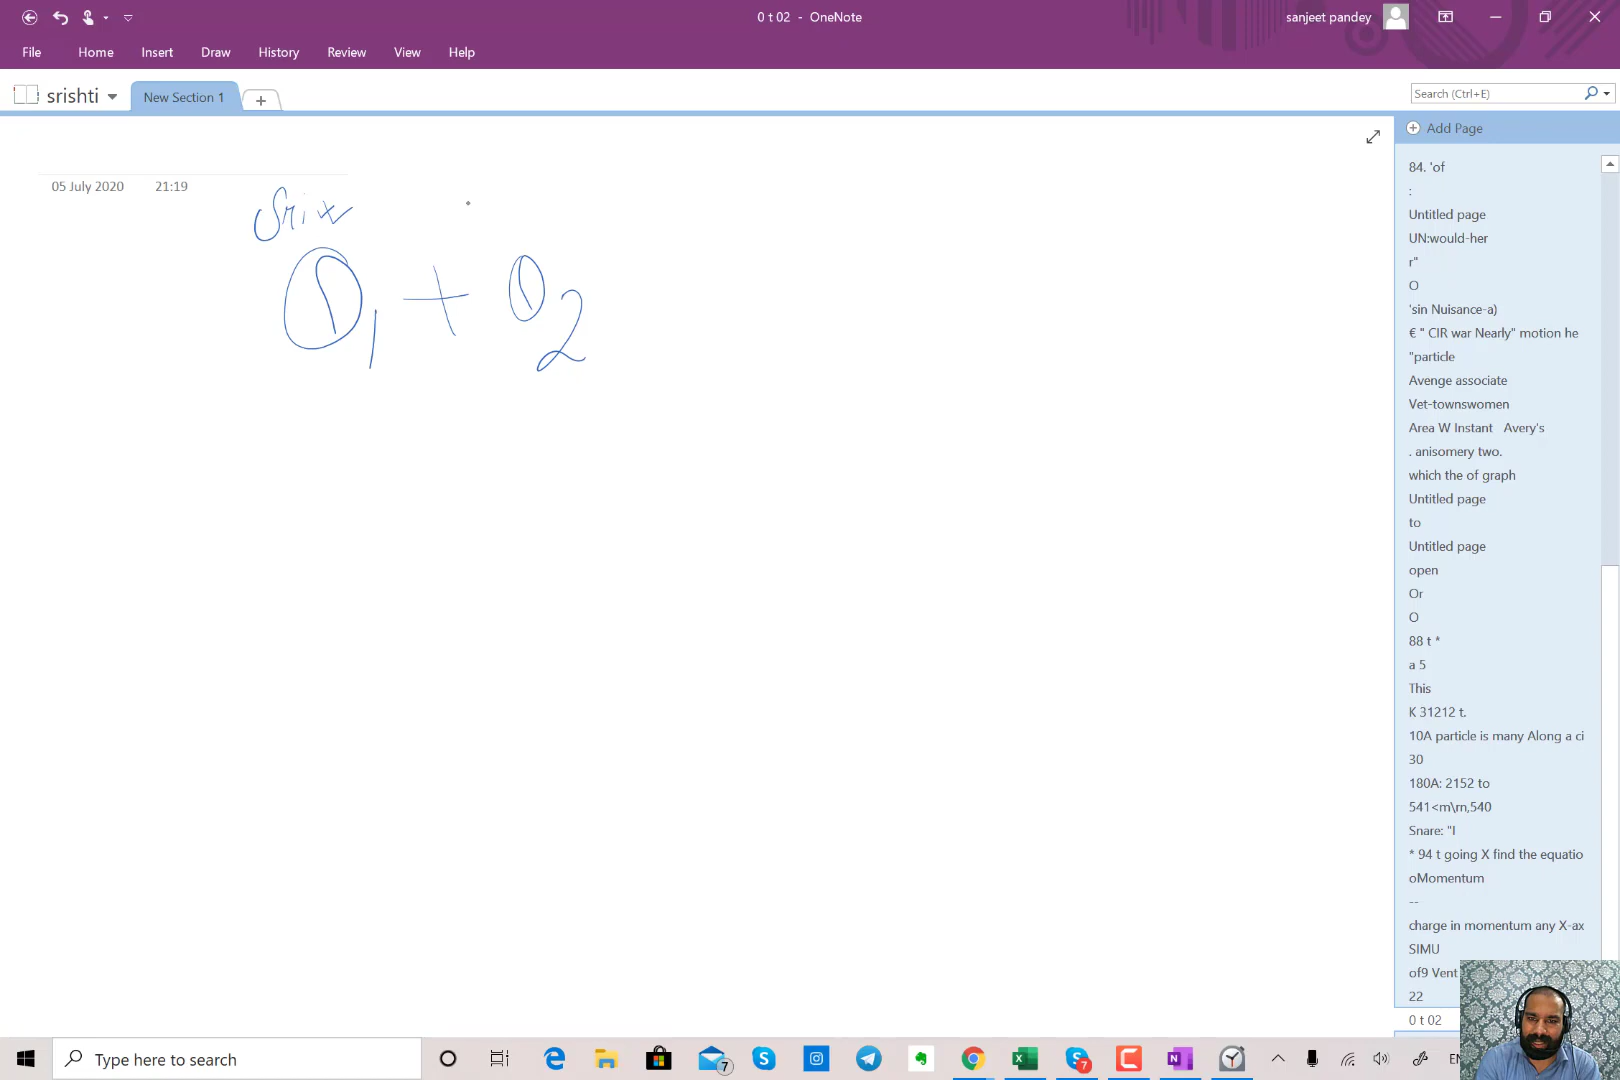 0 t 02 - OneNote
sanjeet pandey
File Home Insert Draw History Review View Help
srishti New Section 1 +
Search (Ctrl+E)
Add Page
05 July 2020 21:19
+
2
84. 'of
:
Untitled page
UN:would-her
r"
O
'sin Nuisance-a)
€ " CIR war Nearly" motion he
"particle
Avenge associate
Vet-townswomen
Area W Instant Avery's
. anisomery two.
which the of graph
Untitled page
to
Untitled page
open
Or
O
88 t *
a 5
This
K 31212 t.
10A particle is many Along a ci
30
180A: 2152 to
541<m\rn,540
Snare: "I
* 94 t going X find the equatio
oMomentum
--
charge in momentum any X-ax
SIMU
of9 Vent
22
0 t 02
Type here to search
7
7